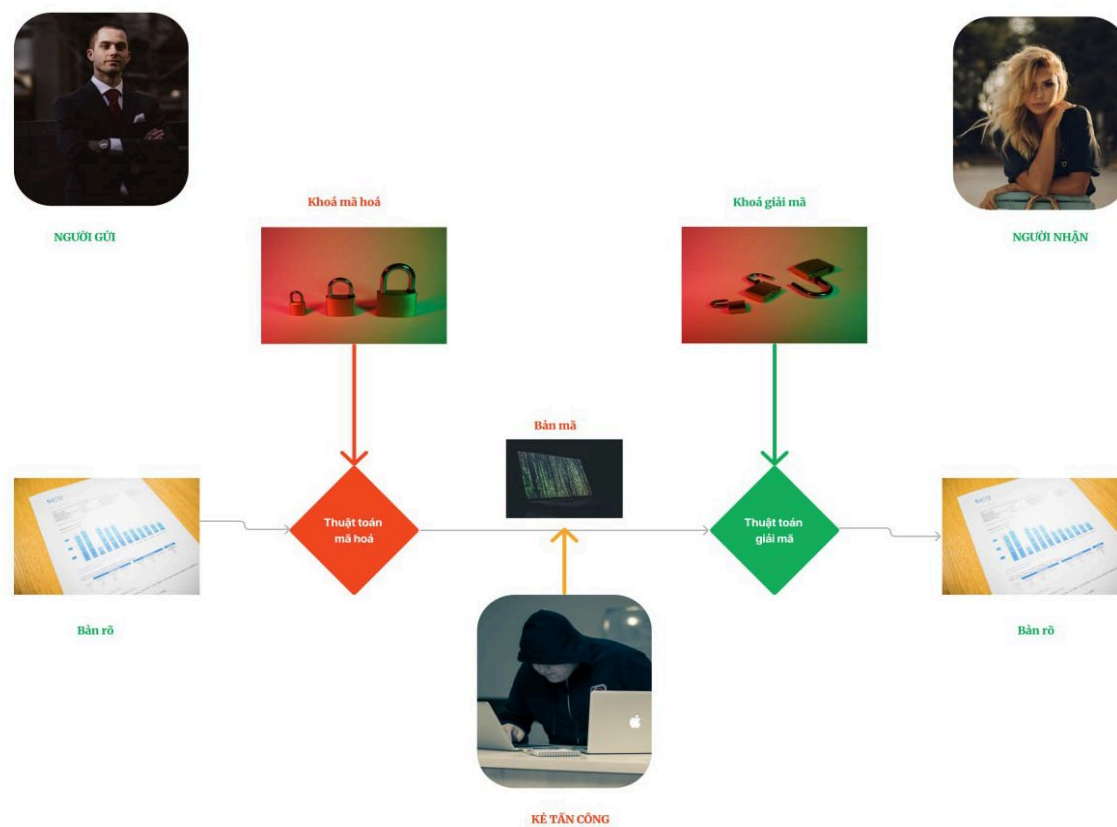 Khoá mã hoá
Khoá giải mã
NGƯỜI GỬI
NGƯỜI NHẬN
Bản mã
Thuật toán
mã hoá
Thuật toán
giải mã
Bản rõ
Bản rõ
KẺ TẤN CÔNG